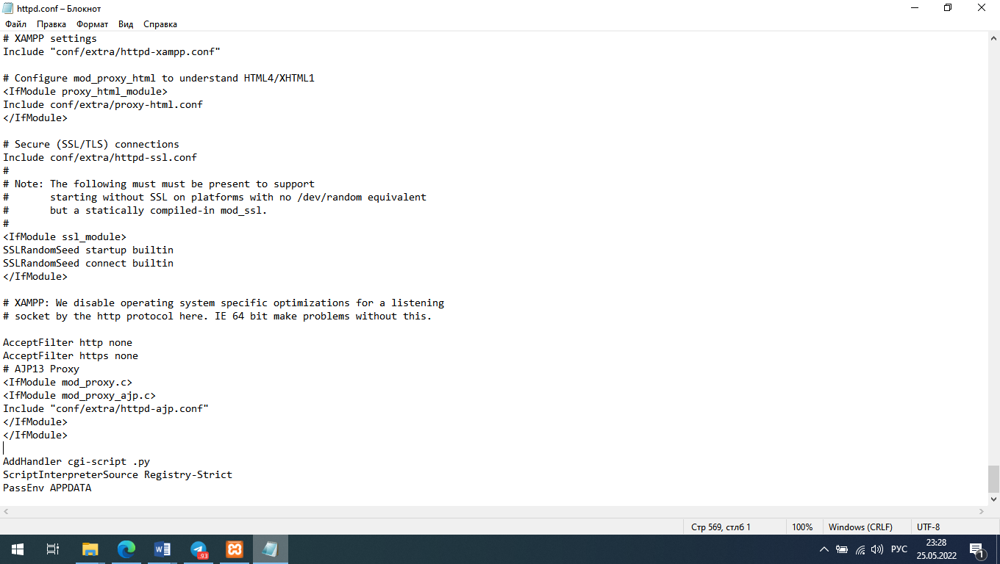 httpd.conf – Блокнот
Файл Правка Формат Вид Справка
# XAMPP settings
Include "conf/extra/httpd-xampp.conf"
# Configure mod_proxy_html to understand HTML4/XHTML1
<IfModule proxy_html_module>
Include conf/extra/proxy-html.conf
</IfModule>
# Secure (SSL/TLS) connections
Include conf/extra/httpd-ssl.conf
#
# Note: The following must must be present to support
#       starting without SSL on platforms with no /dev/random equivalent
#       but a statically compiled-in mod_ssl.
#
<IfModule ssl_module>
SSLRandomSeed startup builtin
SSLRandomSeed connect builtin
</IfModule>
# XAMPP: We disable operating system specific optimizations for a listening
# socket by the http protocol here. IE 64 bit make problems without this.
AcceptFilter http none
AcceptFilter https none
# AJP13 Proxy
<IfModule mod_proxy.c>
<IfModule mod_proxy_ajp.c>
Include "conf/extra/httpd-ajp.conf"
</IfModule>
</IfModule>
AddHandler cgi-script .py
ScriptInterpreterSource Registry-Strict
PassEnv APPDATA
Стр 569, стлб 1 100% Windows (CRLF) UTF-8
W 93 РУС 23:28 1
25.05.2022